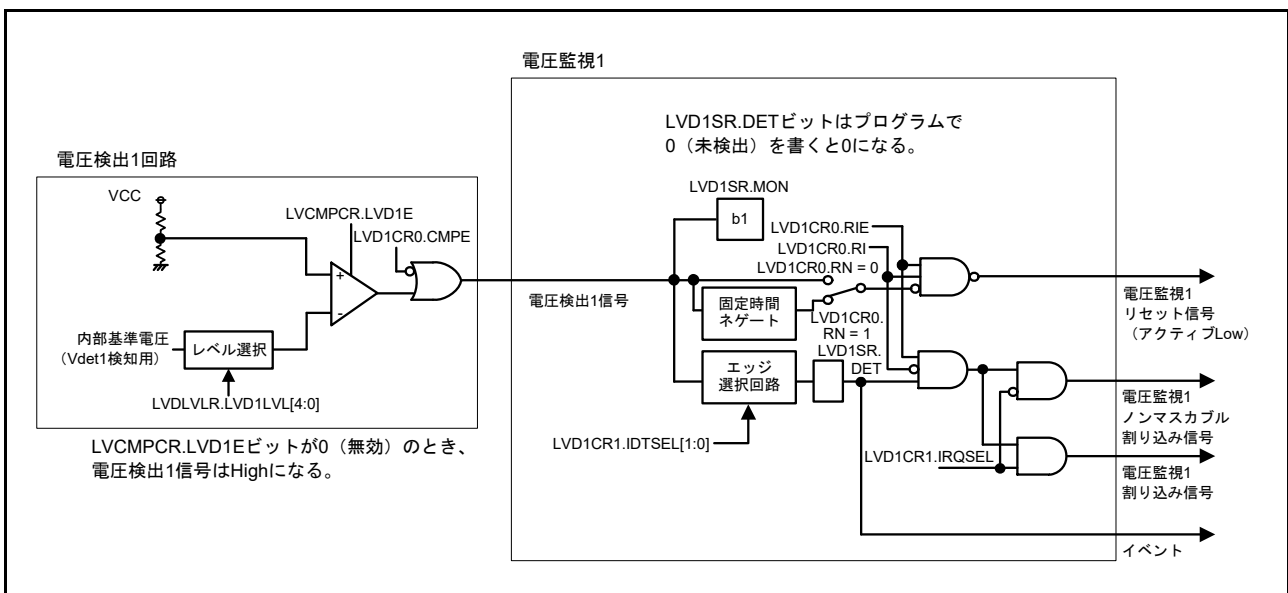 電圧監視1
LVD1SR.DETビットはプログラムで
0(未検出)を書くと0になる。
電圧検出1回路
VCC
LVCMPCR.LVD1E
LVD1CR0.CMPE
+
-
内部基準電圧
(Vdet1検知用)
レベル選択
LVDLVLR.LVD1LVL[4:0]
LVCMPCR.LVD1Eビットが0(無効)のとき、
電圧検出1信号はHighになる。
電圧検出1信号
LVD1SR.MON
b1
LVD1CR0.RIE
LVD1CR0.RI
LVD1CR0.RN = 0
固定時間
ネゲート
LVD1CR0.
RN = 1
LVD1SR.
DET
エッジ
選択回路
LVD1CR1.IDTSEL[1:0]
LVD1CR1.IRQSEL
電圧監視1
リセット信号
(アクティブLow)
電圧監視1
ノンマスカブル
割り込み信号
電圧監視1
割り込み信号
イベント